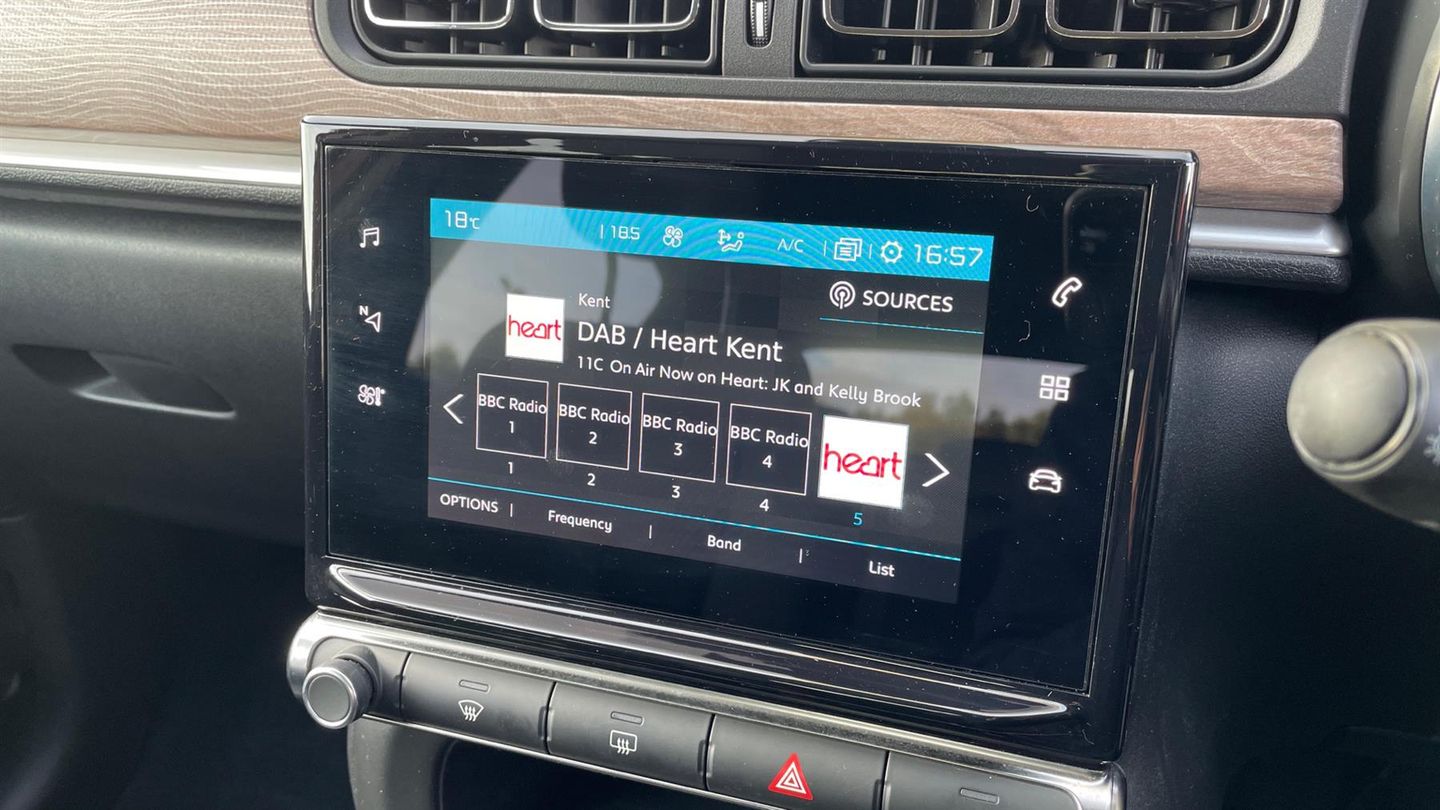 18°C
18.5
A/C
16:57
SOURCES
Kent
heart
DAB / Heart Kent
11C On Air Now on Heart: JK and Kelly Brook
BBC Radio
1
BBC Radio
2
BBC Radio
3
BBC Radio
4
heart
1
2
3
4
5
OPTIONS
Frequency
Band
List
N